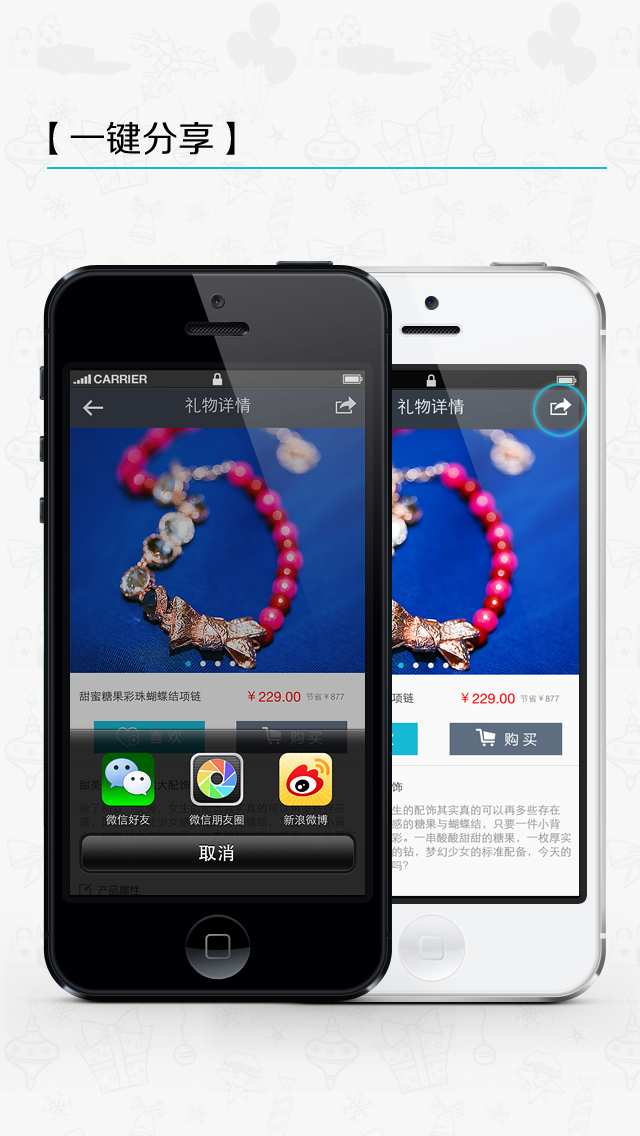 【一键分享】
CARRIER
礼物详情
礼物详情
甜蜜糖果彩珠蝴蝶结项链
￥229.00
节省￥877
项链
￥229.00
节省￥877
喜欢
购买
购买
甜美
大配饰
饰
生的配饰其实真的可以再多些存在
感的糖果与蝴蝶结，只要一件小背
彩。一串酸酸甜甜的糖果，一枚厚实
的钻，梦幻少女的标准配备，今天的
吗？
微信好友
微信朋友圈
新浪微博
取消
产品属性